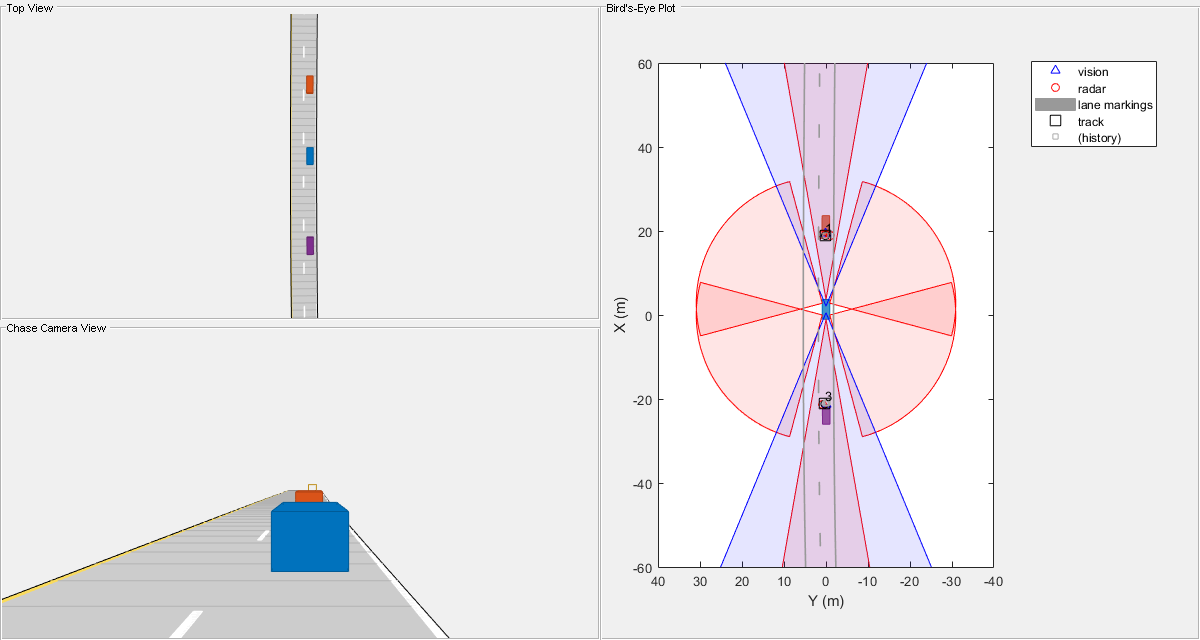 Top View
Chase Camera View
Bird's-Eye Plot
vision
radar
lane markings
track
(history)
60
40
20
0
-20
-40
-60
X (m)
3
40
30
20
10
0
-10
-20
-30
-40
Y (m)